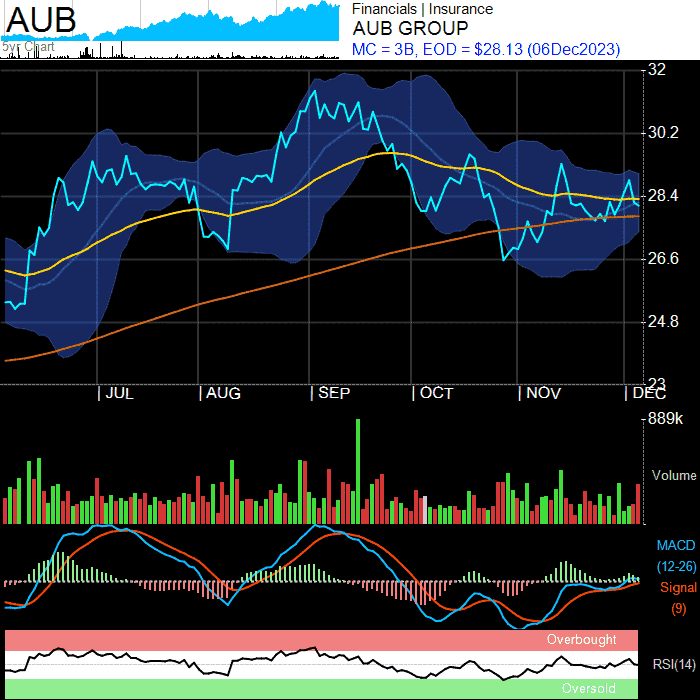 AUB
5yr Chart
Financials | Insurance
AUB GROUP
MC = 3B, EOD = $28.13 (06Dec2023)
32
30.2
28.4
26.6
24.8
23
| JUL | AUG | SEP | OCT | NOV | DEC
889k
Volume
MACD
(12-26)
Signal
(9)
Overbought
RSI(14)
Oversold